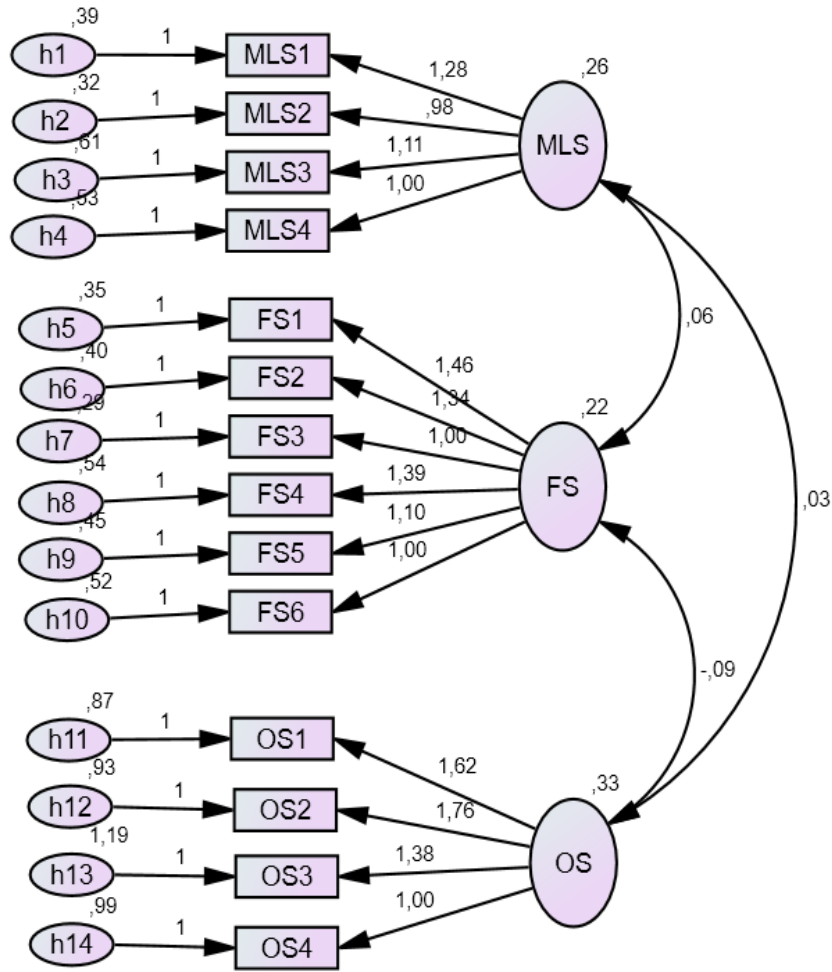 ,39
h1 1 MLS1
,32
h2 1 MLS2
,61
h3 1 MLS3
,53
h4 1 MLS4
1,28
,98
1,11
1,00
,26
MLS
,35
h5 1 FS1
,40
h6 1 FS2
,29
h7 1 FS3
,54
h8 1 FS4
,45
h9 1 FS5
,52
h10 1 FS6
1,46
1,34
1,00
1,39
1,10
1,00
,22
FS
,06
,03
-,09
,87
h11 1 OS1
,93
h12 1 OS2
1,19
h13 1 OS3
,99
h14 1 OS4
1,62
1,76
1,38
1,00
,33
OS